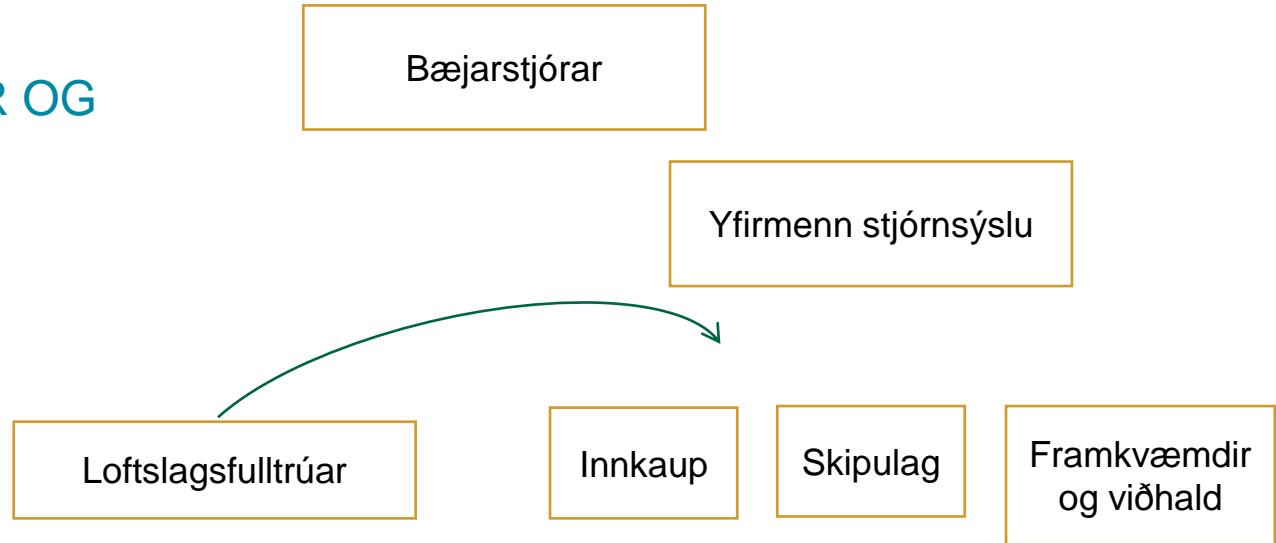 Bæjarstjórar
R OG
Yfirmenn stjórnsýslu
Loftslagsfulltrúar
Innkaup
Skipulag
Framkvæmdir
og viðhald